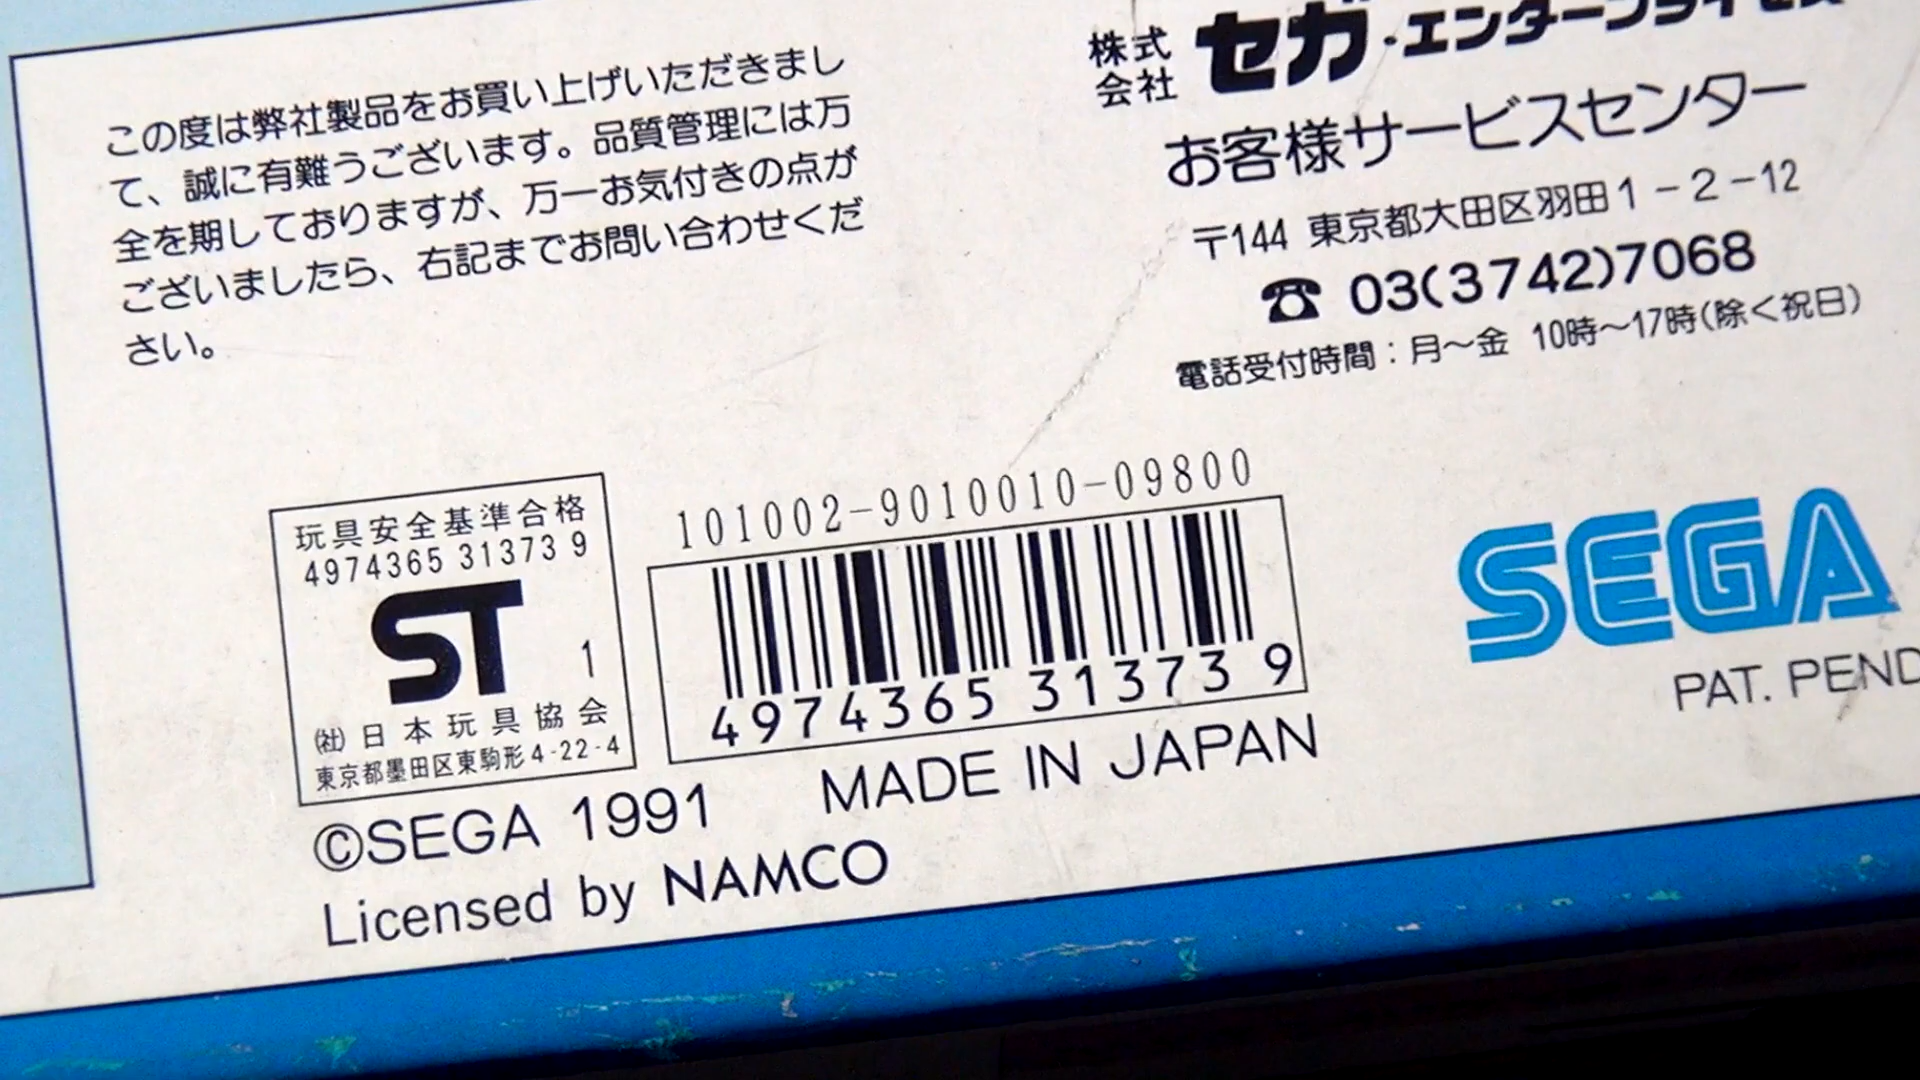 この度は弊社製品をお買い上げいただきまし
て、誠に有難うございます。品質管理には万
全を期しておりますが、万一お気付きの点が
ございましたら、右記までお問い合わせくだ
さい。
株式会社 セガ・エンタープライゼス
お客様サービスセンター
〒144 東京都大田区羽田1-2-12
☎ 03(3742)7068
電話受付時間：月～金 10時～17時(除く祝日)
玩具安全基準合格
4974365 31373 9
ST 1
(社)日本玩具協会
東京都墨田区東駒形4-22-4
101002-9010010-09800
4974365 31373 9
©SEGA 1991 MADE IN JAPAN
Licensed by NAMCO
SEGA
PAT. PEND